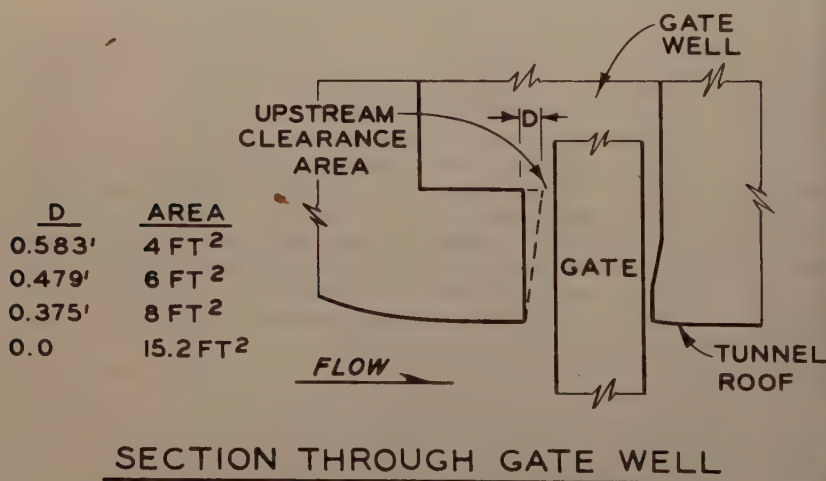 GATE
WELL
UPSTREAM
CLEARANCE
AREA
D
D AREA
0.583' 4 FT²
0.479' 6 FT²
0.375' 8 FT²
0.0 15.2 FT²
GATE
FLOW
TUNNEL
ROOF
SECTION THROUGH GATE WELL